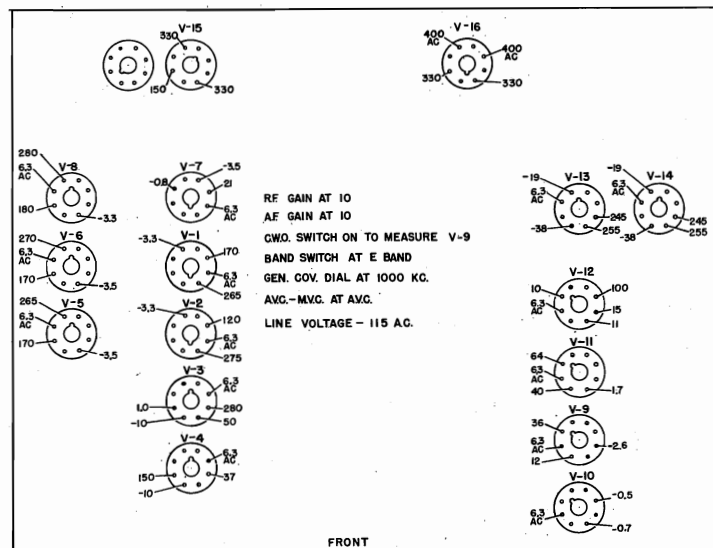 V-15
330
150
330
V-16
400
AC
400
AC
330
330
V-8
280
6.3
AC
180
-3.3
V-7
-3.5
-0.8
21
6.3
AC
V-6
270
6.3
AC
170
-3.5
V-1
-3.3
170
6.3
AC
265
V-5
265
6.3
AC
170
-3.5
V-2
-3.3
120
6.3
AC
275
V-3
6.3
AC
1.0
280
-10
50
V-4
6.3
AC
150
37
-10
R.F. GAIN AT 10
A.F. GAIN AT 10
C.W.O. SWITCH ON TO MEASURE V-9
BAND SWITCH AT E BAND
GEN. COV. DIAL AT 1000 KC.
A.V.C.-M.V.C. AT A.V.C.
LINE VOLTAGE - 115 A.C.
V-13
-19
6.3
AC
-38
245
255
V-14
-19
6.3
AC
-38
245
255
V-12
10
100
6.3
AC
15
11
V-11
64
6.3
AC
40
1.7
V-9
36
6.3
AC
-2.6
12
V-10
-0.5
6.3
AC
-0.7
FRONT